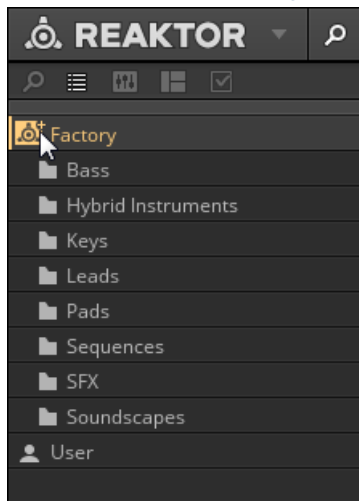 REAKTOR
Factory
Bass
Hybrid Instruments
Keys
Leads
Pads
Sequences
SFX
Soundscapes
User